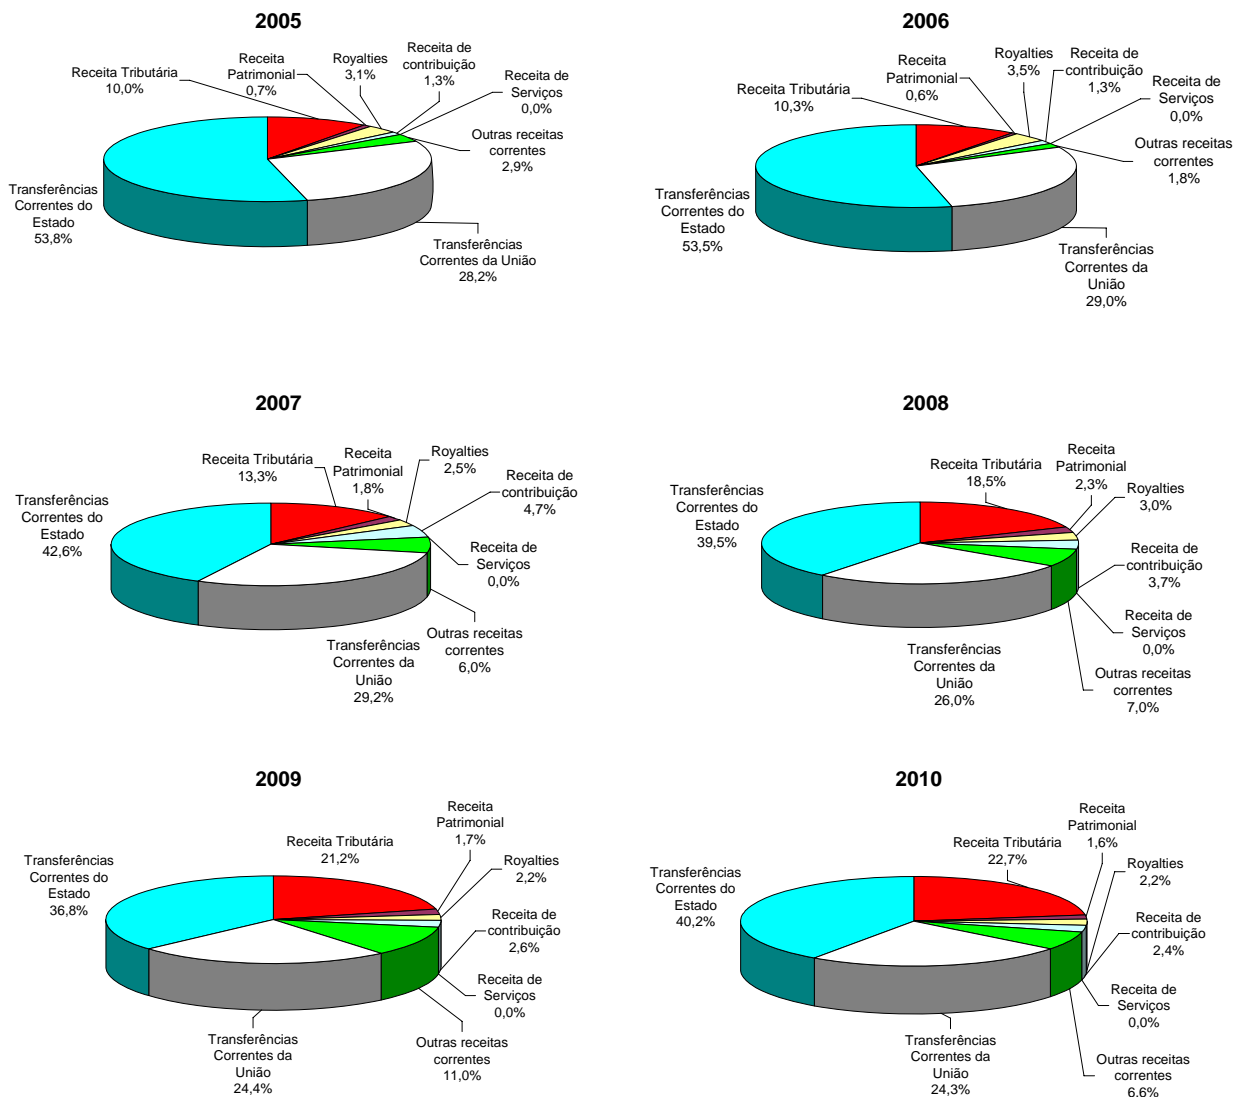 2005
Receita Tributária
10,0%
Receita
Patrimonial
0,7%
Royalties
3,1%
Receita de
contribuição
1,3%
Receita de
Serviços
0,0%
Outras receitas
correntes
2,9%
Transferências
Correntes do
Estado
53,8%
Transferências
Correntes da União
28,2%
2006
Receita Tributária
10,3%
Receita
Patrimonial
0,6%
Royalties
3,5%
Receita de
contribuição
1,3%
Receita de
Serviços
0,0%
Outras receitas
correntes
1,8%
Transferências
Correntes do
Estado
53,5%
Transferências
Correntes da
União
29,0%
2007
Receita Tributária
13,3%
Receita
Patrimonial
1,8%
Royalties
2,5%
Receita de
contribuição
4,7%
Receita de
Serviços
0,0%
Outras receitas
correntes
6,0%
Transferências
Correntes do
Estado
42,6%
Transferências
Correntes da
União
29,2%
2008
Receita Tributária
18,5%
Receita
Patrimonial
2,3%
Royalties
3,0%
Receita de
contribuição
3,7%
Receita de
Serviços
0,0%
Outras receitas
correntes
7,0%
Transferências
Correntes do
Estado
39,5%
Transferências
Correntes da
União
26,0%
2009
Receita Tributária
21,2%
Receita
Patrimonial
1,7%
Royalties
2,2%
Receita de
contribuição
2,6%
Receita de
Serviços
0,0%
Outras receitas
correntes
11,0%
Transferências
Correntes do
Estado
36,8%
Transferências
Correntes da
União
24,4%
2010
Receita Tributária
22,7%
Receita
Patrimonial
1,6%
Royalties
2,2%
Receita de
contribuição
2,4%
Receita de
Serviços
0,0%
Outras receitas
correntes
6,6%
Transferências
Correntes do
Estado
40,2%
Transferências
Correntes da
União
24,3%